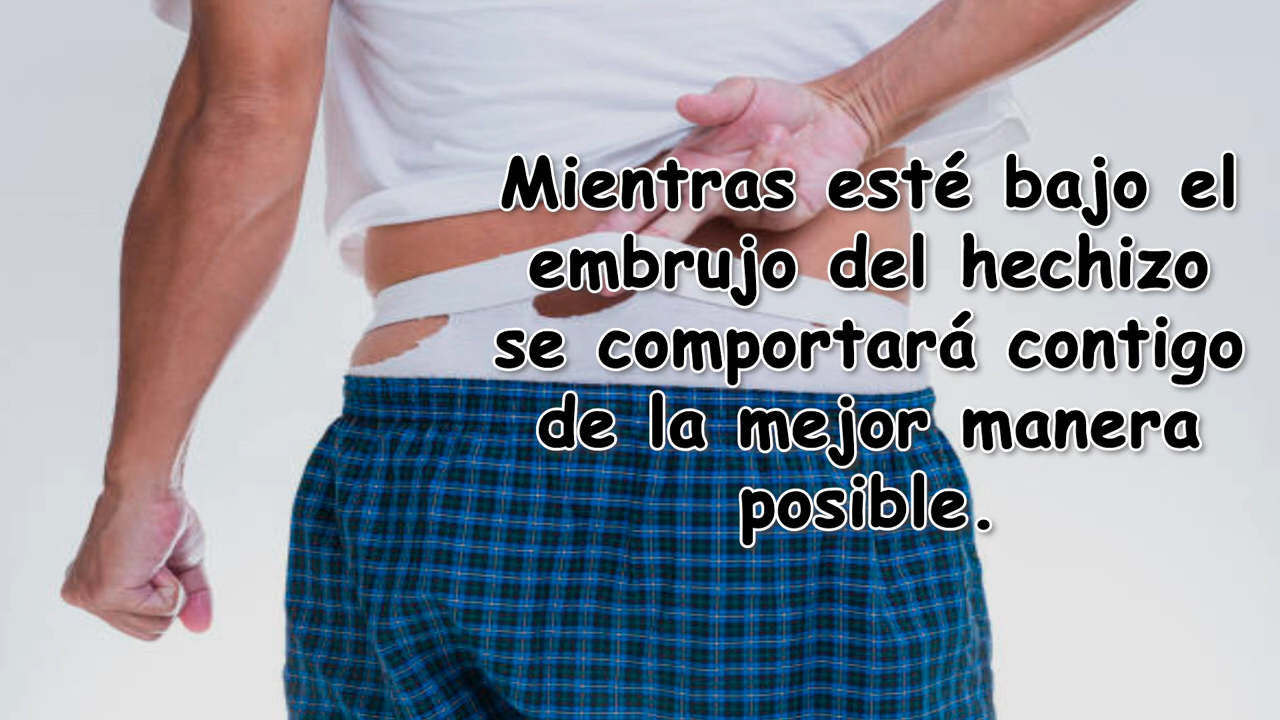 Mientras esté bajo el
embrujo del hechizo
se comportará contigo
de la mejor manera
posible.